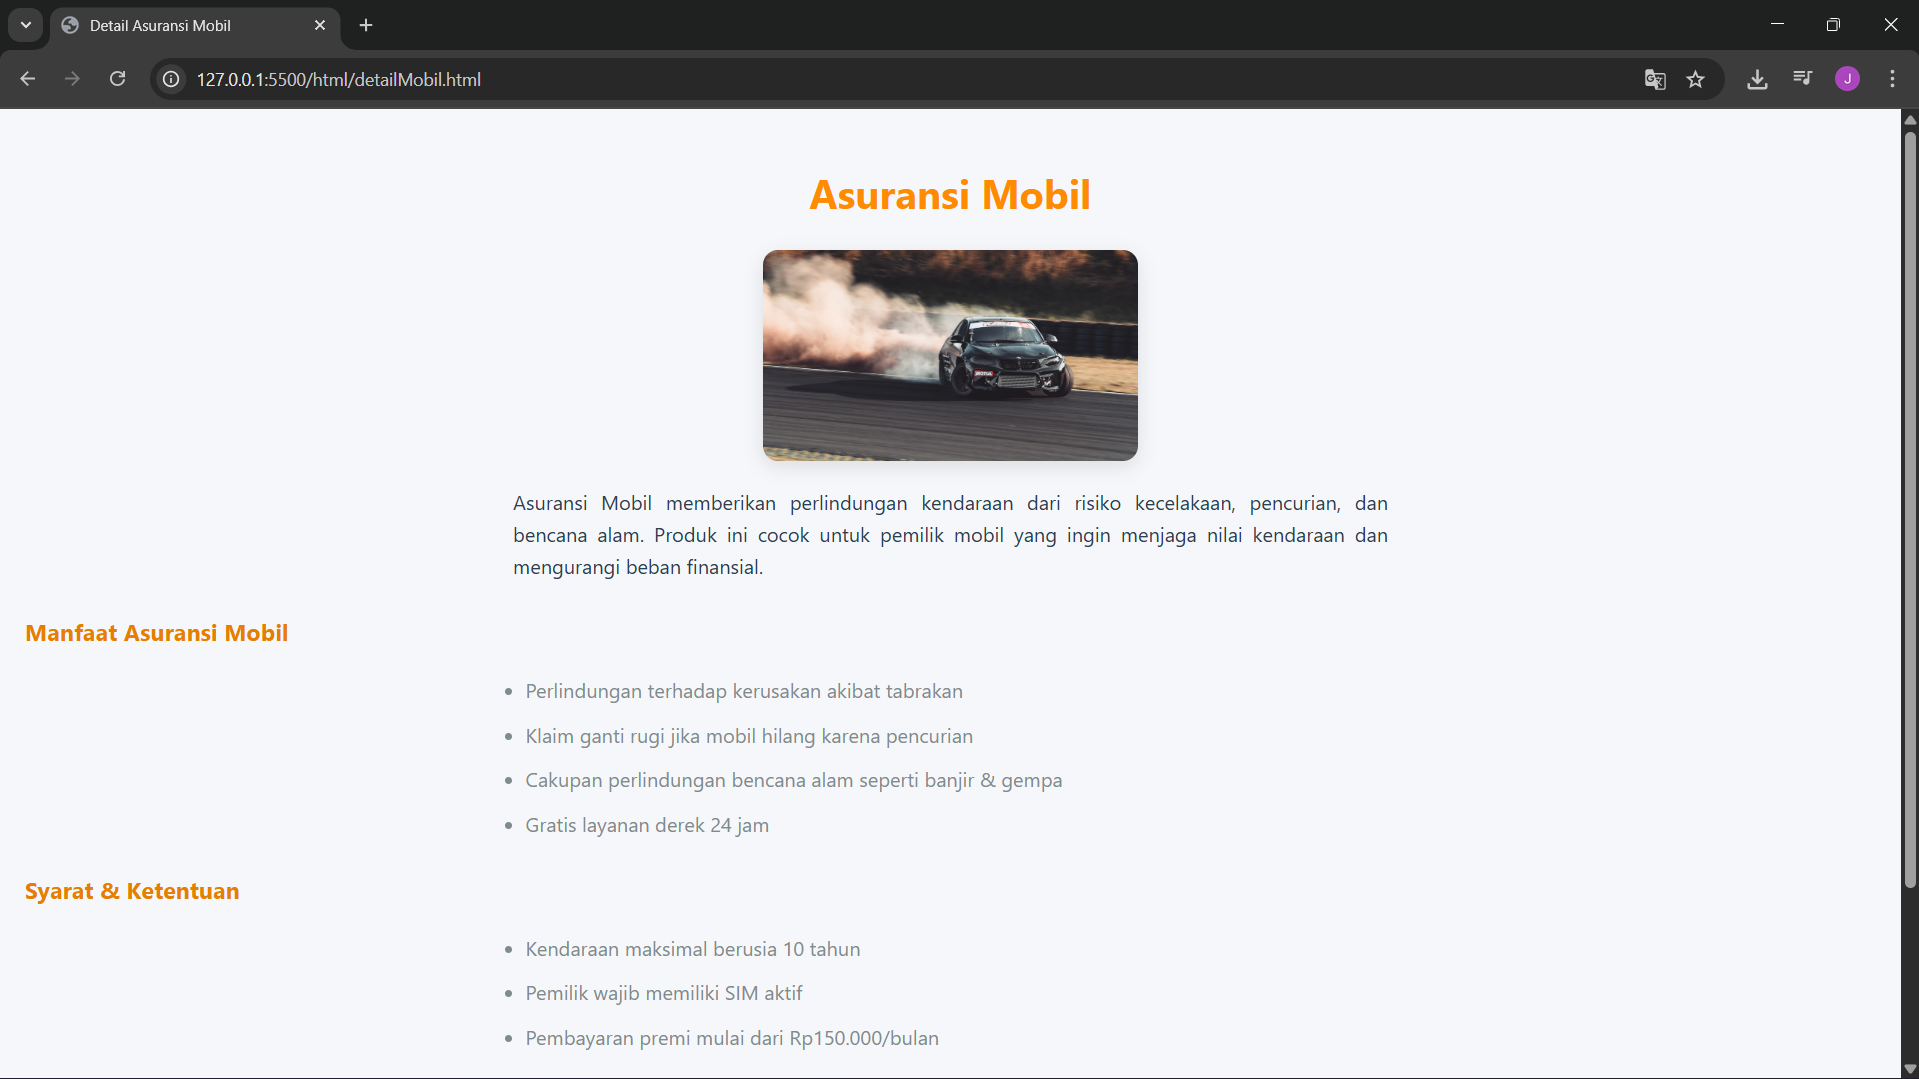 Detail Asuransi Mobil
127.0.0.1:5500/html/detailMobil.html
J
Asuransi Mobil
MOTUL
Asuransi Mobil memberikan perlindungan kendaraan dari risiko kecelakaan, pencurian, dan
bencana alam. Produk ini cocok untuk pemilik mobil yang ingin menjaga nilai kendaraan dan
mengurangi beban finansial.
Manfaat Asuransi Mobil
Perlindungan terhadap kerusakan akibat tabrakan
Klaim ganti rugi jika mobil hilang karena pencurian
Cakupan perlindungan bencana alam seperti banjir & gempa
Gratis layanan derek 24 jam
Syarat & Ketentuan
Kendaraan maksimal berusia 10 tahun
Pemilik wajib memiliki SIM aktif
Pembayaran premi mulai dari Rp150.000/bulan